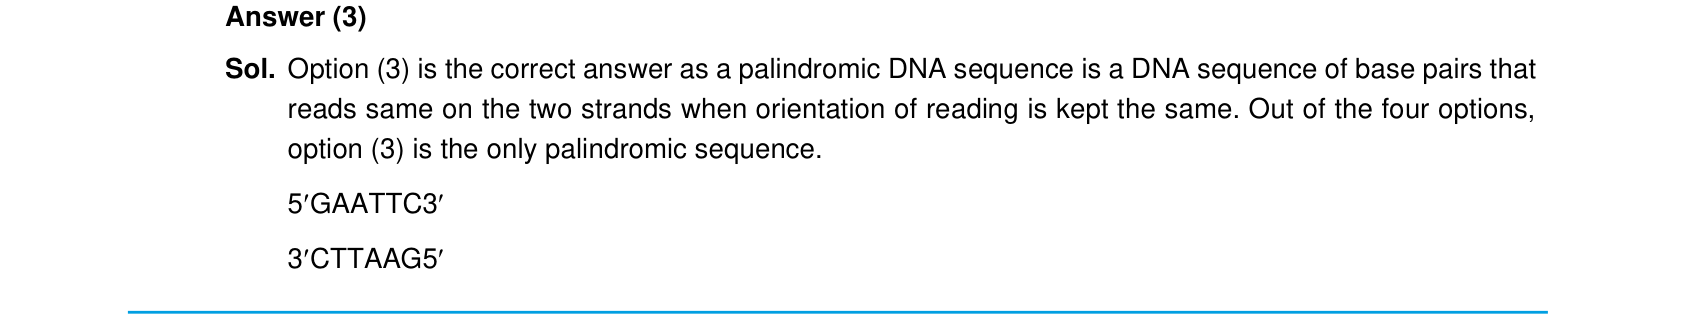 Answer (3)
Sol. Option (3) is the correct answer as a palindromic DNA sequence is a DNA sequence of base pairs that
reads same on the two strands when orientation of reading is kept the same. Out of the four options,
option (3) is the only palindromic sequence.
5′GAATTC3′
3′CTTAAG5′